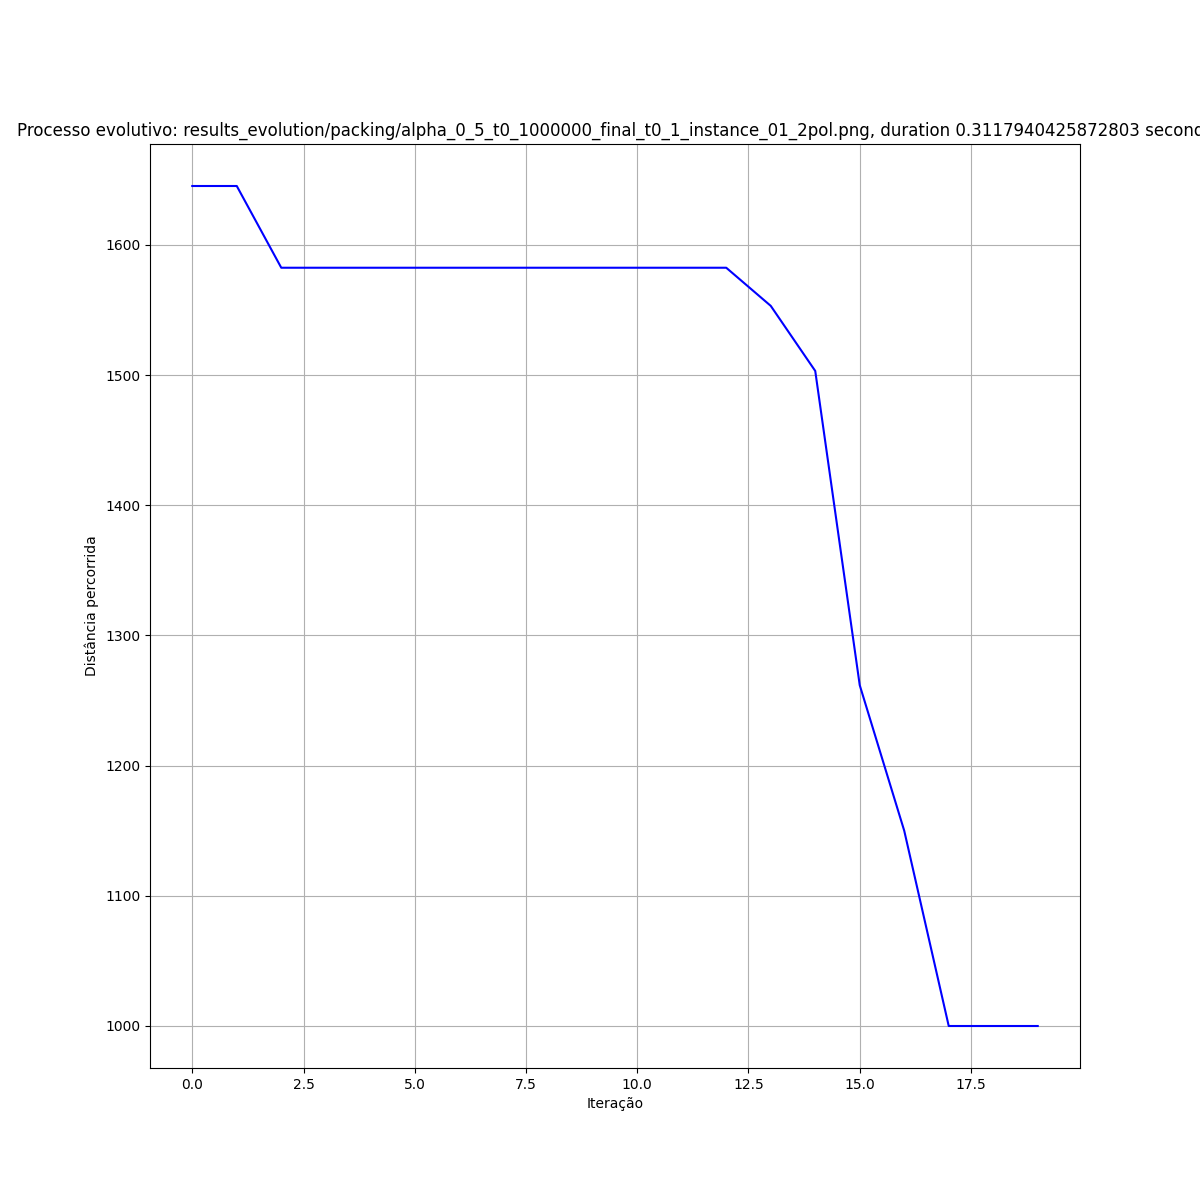 Processo evolutivo: results_evolution/packing/alpha_0_5_t0_1000000_final_t0_1_instance_01_2pol.png, duration 0.3117940425872803 second
1600
1500
1400
1300
1200
1100
1000
Distância percorrida
0.0 2.5 5.0 7.5 10.0 12.5 15.0 17.5
Iteração